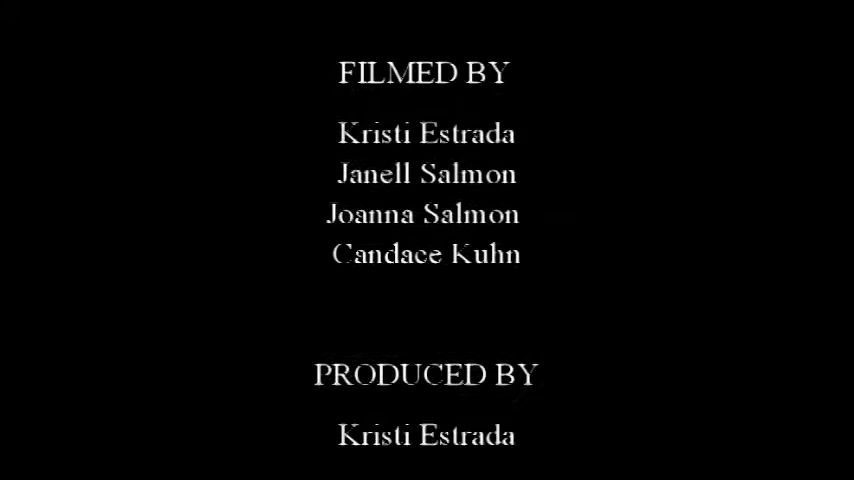 FILMED BY
Kristi Estrada
Janell Salmon
Joanna Salmon
Candace Kuhn
PRODUCED BY
Kristi Estrada